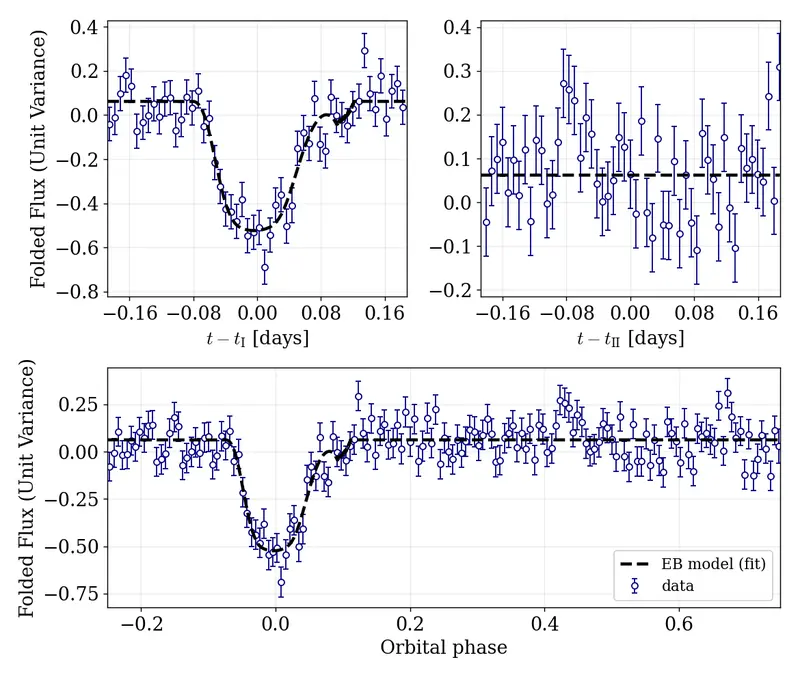 0.4
0.2
0.0
−0.2
−0.4
−0.6
−0.8
Folded Flux (Unit Variance)
−0.16 −0.08 0.00 0.08 0.16
t − t_I [days]
0.4
0.3
0.2
0.1
0.0
−0.1
−0.2
−0.16 −0.08 0.00 0.08 0.16
t − t_II [days]
0.25
0.00
−0.25
−0.50
−0.75
Folded Flux (Unit Variance)
EB model (fit)
data
−0.2 0.0 0.2 0.4 0.6
Orbital phase